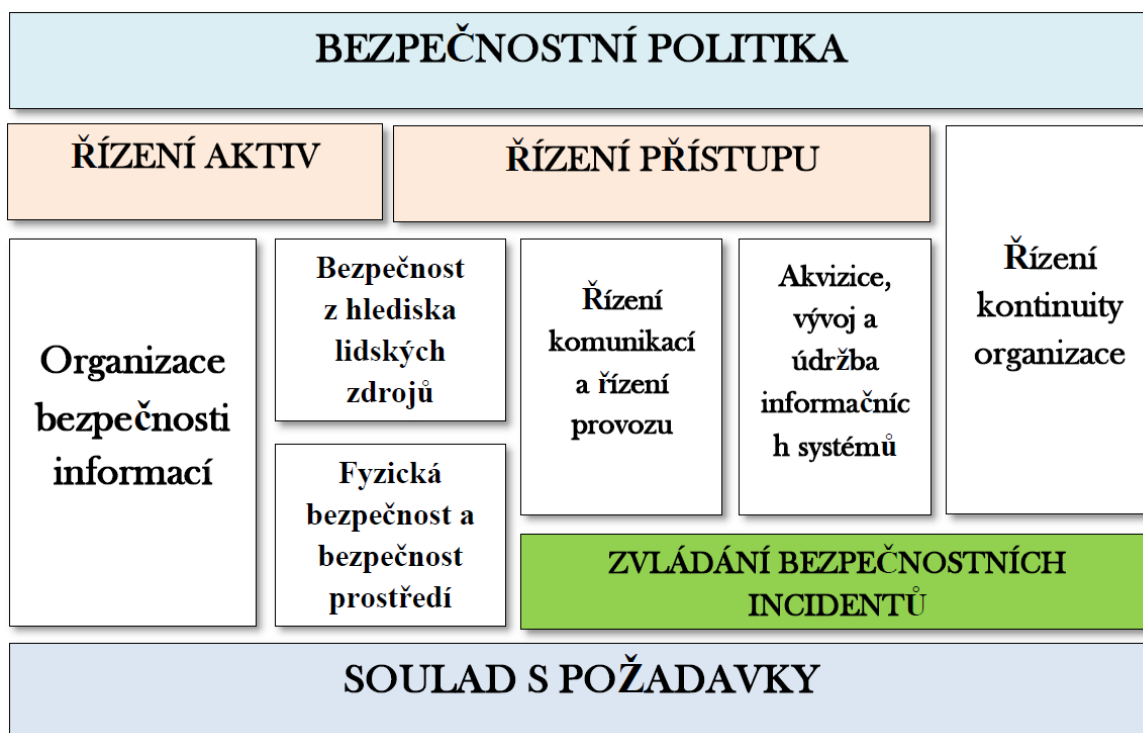 BEZPEČNOSTNÍ POLITIKA
ŘÍZENÍ AKTIV
ŘÍZENÍ PŘÍSTUPU
Organizace
bezpečnosti
informací
Bezpečnost
z hlediska
lidských
zdrojů
Fyzická
bezpečnost a
bezpečnost
prostředí
Řízení
komunikací
a řízení
provozu
Akvizice,
vývoj a
údržba
informačníc
h systémů
Řízení
kontinuity
organizace
ZVLÁDÁNÍ BEZPEČNOSTNÍCH
INCIDENTŮ
SOULAD S POŽADAVKY